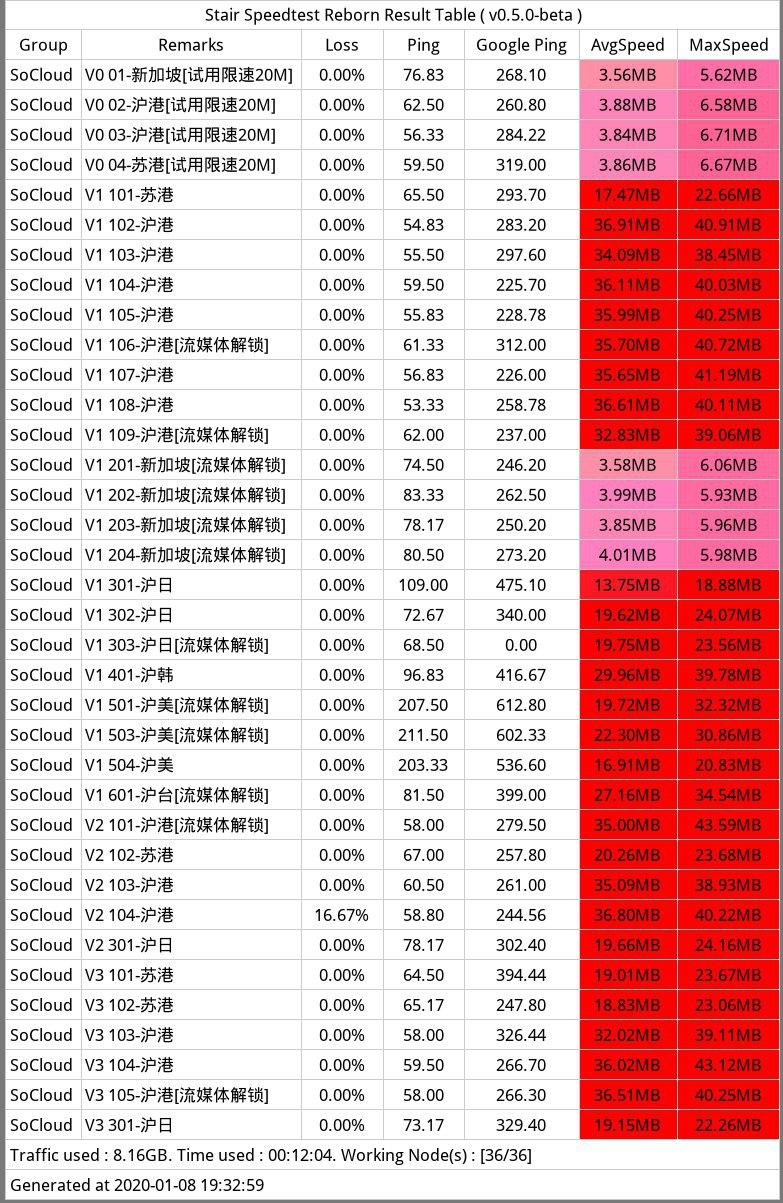 Stair Speedtest Reborn Result Table ( v0.5.0-beta )
Group Remarks Loss Ping Google Ping AvgSpeed MaxSpeed
SoCloud V0 01-新加坡[试用限速20M] 0.00% 76.83 268.10 3.56MB 5.62MB
SoCloud V0 02-沪港[试用限速20M] 0.00% 62.50 260.80 3.88MB 6.58MB
SoCloud V0 03-沪港[试用限速20M] 0.00% 56.33 284.22 3.84MB 6.71MB
SoCloud V0 04-苏港[试用限速20M] 0.00% 59.50 319.00 3.86MB 6.67MB
SoCloud V1 101-苏港 0.00% 65.50 293.70 17.47MB 22.66MB
SoCloud V1 102-沪港 0.00% 54.83 283.20 36.91MB 40.91MB
SoCloud V1 103-沪港 0.00% 55.50 297.60 34.09MB 38.45MB
SoCloud V1 104-沪港 0.00% 59.50 225.70 36.11MB 40.03MB
SoCloud V1 105-沪港 0.00% 55.83 228.78 35.99MB 40.25MB
SoCloud V1 106-沪港[流媒体解锁] 0.00% 61.33 312.00 35.70MB 40.72MB
SoCloud V1 107-沪港 0.00% 56.83 226.00 35.65MB 41.19MB
SoCloud V1 108-沪港 0.00% 53.33 258.78 36.61MB 40.11MB
SoCloud V1 109-沪港[流媒体解锁] 0.00% 62.00 237.00 32.83MB 39.06MB
SoCloud V1 201-新加坡[流媒体解锁] 0.00% 74.50 246.20 3.58MB 6.06MB
SoCloud V1 202-新加坡[流媒体解锁] 0.00% 83.33 262.50 3.99MB 5.93MB
SoCloud V1 203-新加坡[流媒体解锁] 0.00% 78.17 250.20 3.85MB 5.96MB
SoCloud V1 204-新加坡[流媒体解锁] 0.00% 80.50 273.20 4.01MB 5.98MB
SoCloud V1 301-沪日 0.00% 109.00 475.10 13.75MB 18.88MB
SoCloud V1 302-沪日 0.00% 72.67 340.00 19.62MB 24.07MB
SoCloud V1 303-沪日[流媒体解锁] 0.00% 68.50 0.00 19.75MB 23.56MB
SoCloud V1 401-沪韩 0.00% 96.83 416.67 29.96MB 39.78MB
SoCloud V1 501-沪美[流媒体解锁] 0.00% 207.50 612.80 19.72MB 32.32MB
SoCloud V1 503-沪美[流媒体解锁] 0.00% 211.50 602.33 22.30MB 30.86MB
SoCloud V1 504-沪美 0.00% 203.33 536.60 16.91MB 20.83MB
SoCloud V1 601-沪台[流媒体解锁] 0.00% 81.50 399.00 27.16MB 34.54MB
SoCloud V2 101-沪港[流媒体解锁] 0.00% 58.00 279.50 35.00MB 43.59MB
SoCloud V2 102-苏港 0.00% 67.00 257.80 20.26MB 23.68MB
SoCloud V2 103-沪港 0.00% 60.50 261.00 35.09MB 38.93MB
SoCloud V2 104-沪港 16.67% 58.80 244.56 36.80MB 40.22MB
SoCloud V2 301-沪日 0.00% 78.17 302.40 19.66MB 24.16MB
SoCloud V3 101-苏港 0.00% 64.50 394.44 19.01MB 23.67MB
SoCloud V3 102-苏港 0.00% 65.17 247.80 18.83MB 23.06MB
SoCloud V3 103-沪港 0.00% 58.00 326.44 32.02MB 39.11MB
SoCloud V3 104-沪港 0.00% 59.50 266.70 36.02MB 43.12MB
SoCloud V3 105-沪港[流媒体解锁] 0.00% 58.00 266.30 36.51MB 40.25MB
SoCloud V3 301-沪日 0.00% 73.17 329.40 19.15MB 22.26MB
Traffic used : 8.16GB. Time used : 00:12:04. Working Node(s) : [36/36]
Generated at 2020-01-08 19:32:59